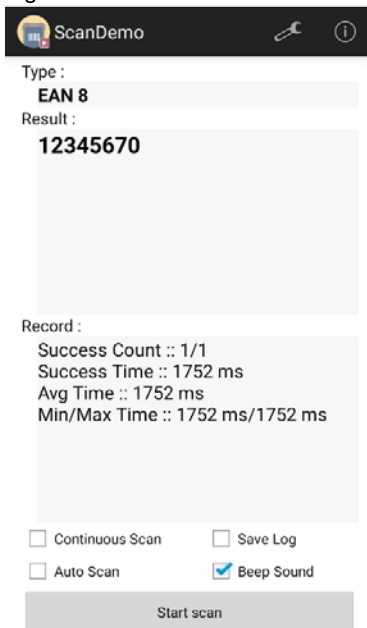 ScanDemo
Type :
EAN 8
Result :
12345670
Record :
Success Count :: 1/1
Success Time :: 1752 ms
Avg Time :: 1752 ms
Min/Max Time :: 1752 ms/1752 ms
Continuous Scan
Save Log
Auto Scan
Beep Sound
Start scan